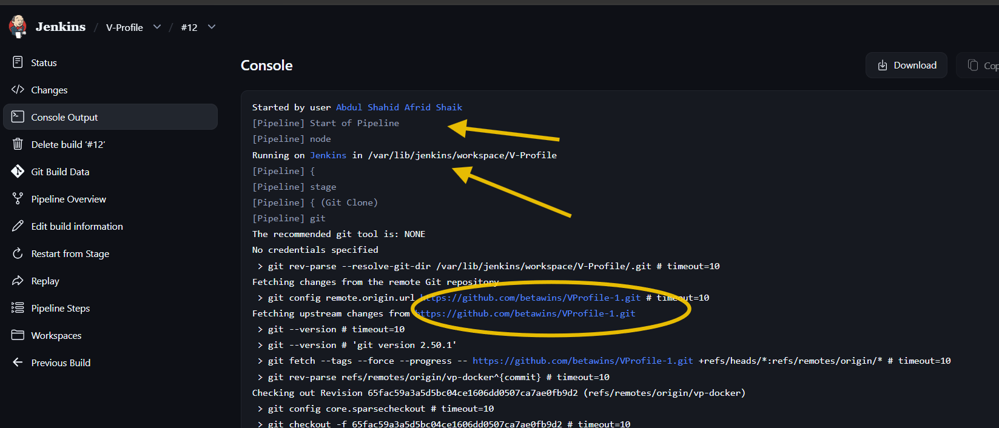 Jenkins / V-Profile / #12
Status
Changes
Console Output
Delete build ‘#12’
Git Build Data
Pipeline Overview
Edit build information
Restart from Stage
Replay
Pipeline Steps
Workspaces
Previous Build
Console
Download
Started by user Abdul Shahid Afrid Shaik
[Pipeline] Start of Pipeline
[Pipeline] node
Running on Jenkins in /var/lib/jenkins/workspace/V-Profile
[Pipeline] {
[Pipeline] stage
[Pipeline] { (Git Clone)
[Pipeline] git
The recommended git tool is: NONE
No credentials specified
> git rev-parse --resolve-git-dir /var/lib/jenkins/workspace/V-Profile/.git # timeout=10
Fetching changes from the remote Git repository
> git config remote.origin.url https://github.com/betawins/VProfile-1.git # timeout=10
Fetching upstream changes from https://github.com/betawins/VProfile-1.git
> git --version # timeout=10
> git --version # 'git version 2.50.1'
> git fetch --tags --force --progress -- https://github.com/betawins/VProfile-1.git +refs/heads/*:refs/remotes/origin/* # timeout=10
> git rev-parse refs/remotes/origin/vp-docker^{commit} # timeout=10
Checking out Revision 65fac59a3a5d5bc04ce1606dd0507ca7ae0fb9d2 (refs/remotes/origin/vp-docker)
> git config core.sparsecheckout # timeout=10
> git checkout -f 65fac59a3a5d5bc04ce1606dd0507ca7ae0fb9d2 # timeout=10